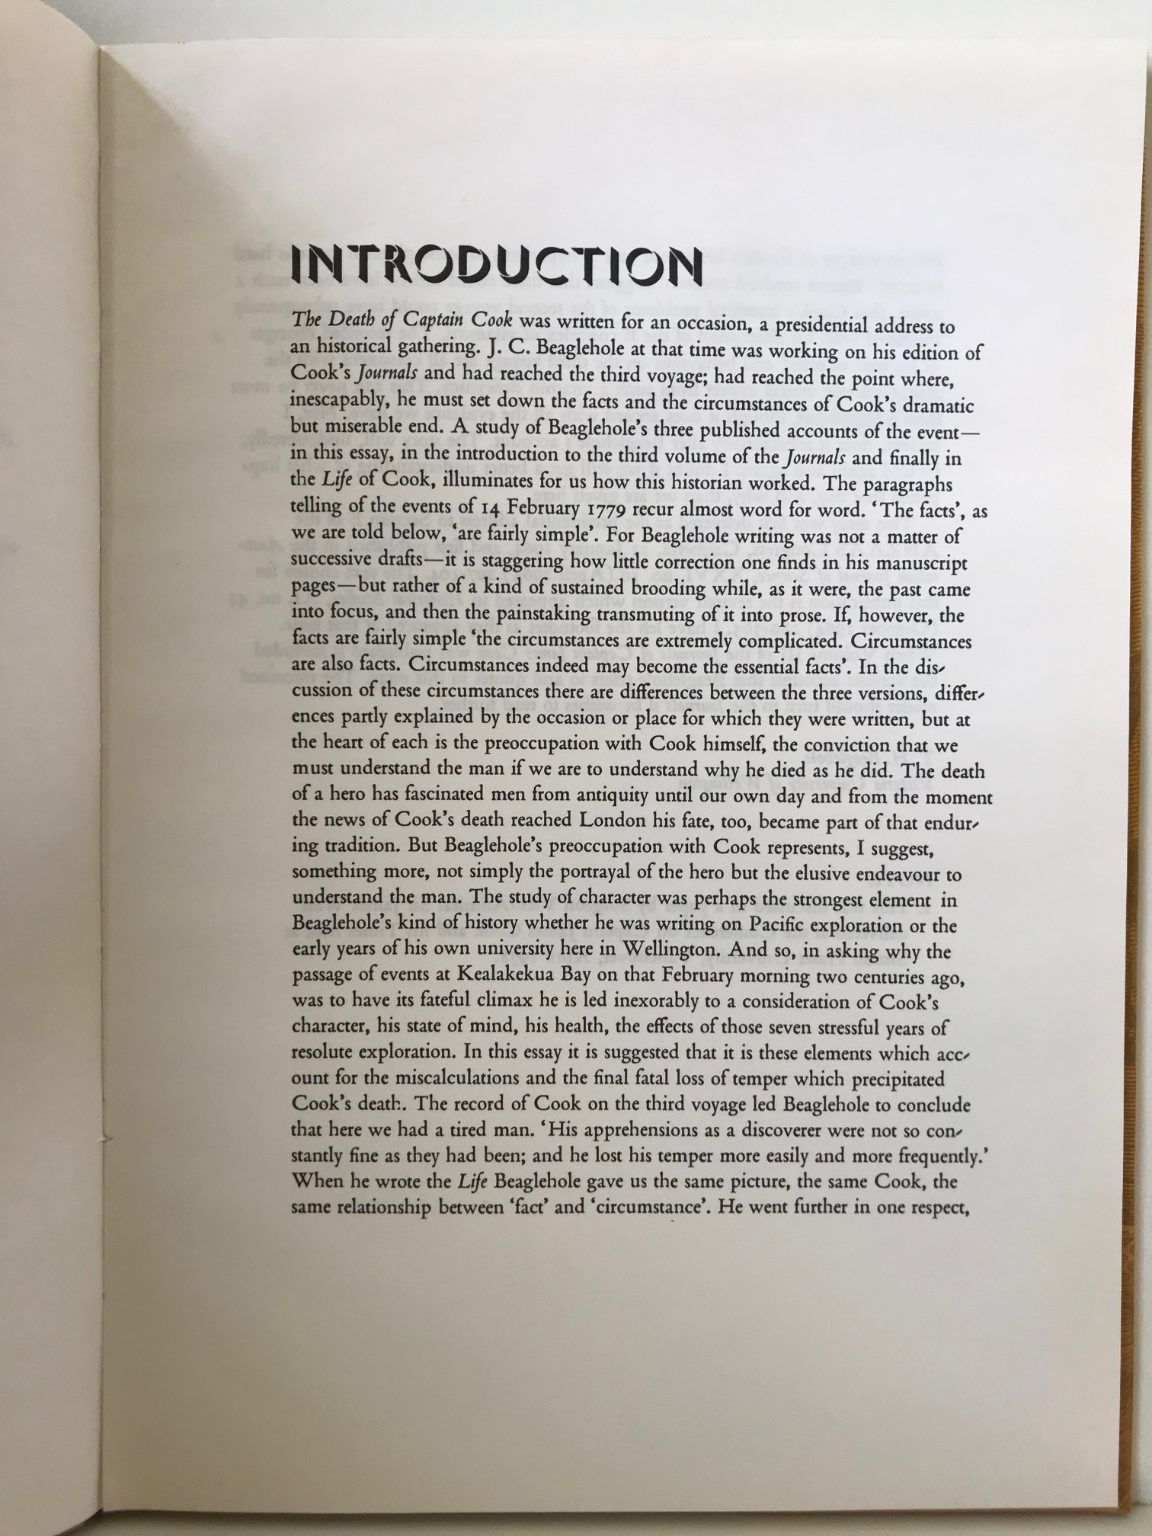 INTRODUCTION
The Death of Captain Cook was written for an occasion, a presidential address to
an historical gathering. J. C. Beaglehole at that time was working on his edition of
Cook's Journals and had reached the third voyage; had reached the point where,
inescapably, he must set down the facts and the circumstances of Cook's dramatic
but miserable end. A study of Beaglehole's three published accounts of the event—
in this essay, in the introduction to the third volume of the Journals and finally in
the Life of Cook, illuminates for us how this historian worked. The paragraphs
telling of the events of 14 February 1779 recur almost word for word. 'The facts', as
we are told below, 'are fairly simple'. For Beaglehole writing was not a matter of
successive drafts—it is staggering how little correction one finds in his manuscript
pages—but rather of a kind of sustained brooding while, as it were, the past came
into focus, and then the painstaking transmuting of it into prose. If, however, the
facts are fairly simple 'the circumstances are extremely complicated. Circumstances
are also facts. Circumstances indeed may become the essential facts'. In the dis-
cussion of these circumstances there are differences between the three versions, differ-
ences partly explained by the occasion or place for which they were written, but at
the heart of each is the preoccupation with Cook himself, the conviction that we
must understand the man if we are to understand why he died as he did. The death
of a hero has fascinated men from antiquity until our own day and from the moment
the news of Cook's death reached London his fate, too, became part of that endur-
ing tradition. But Beaglehole's preoccupation with Cook represents, I suggest,
something more, not simply the portrayal of the hero but the elusive endeavour to
understand the man. The study of character was perhaps the strongest element in
Beaglehole's kind of history whether he was writing on Pacific exploration or the
early years of his own university here in Wellington. And so, in asking why the
passage of events at Kealakekua Bay on that February morning two centuries ago,
was to have its fateful climax he is led inexorably to a consideration of Cook's
character, his state of mind, his health, the effects of those seven stressful years of
resolute exploration. In this essay it is suggested that it is these elements which acc-
ount for the miscalculations and the final fatal loss of temper which precipitated
Cook's death. The record of Cook on the third voyage led Beaglehole to conclude
that here we had a tired man. 'His apprehensions as a discoverer were not so con-
stantly fine as they had been; and he lost his temper more easily and more frequently.'
When he wrote the Life Beaglehole gave us the same picture, the same Cook, the
same relationship between 'fact' and 'circumstance'. He went further in one respect,